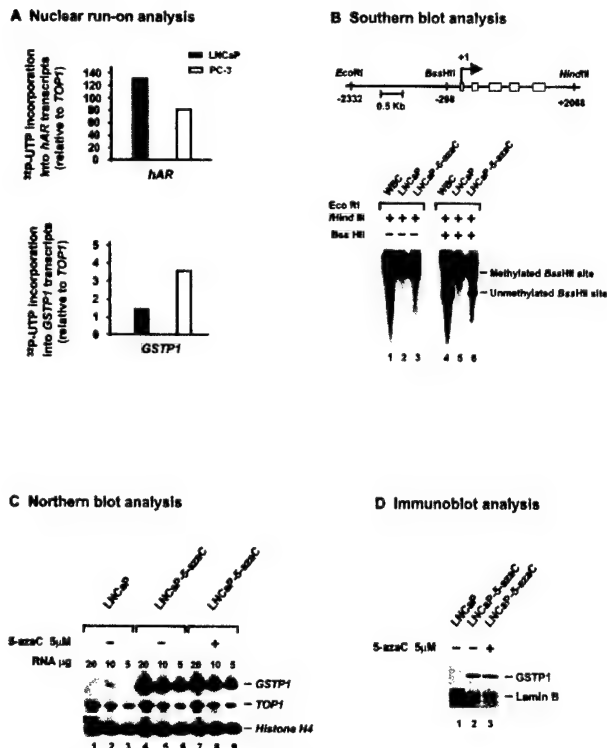 A Nuclear run-on analysis
³²P-UTP incorporation
into hAR transcripts
(relative to TOP1)
140
120
100
80
60
40
20
0
LNCaP
PC-3
hAR
³²P-UTP incorporation
into GSTP1 transcripts
(relative to TOP1)
5
4
3
2
1
0
GSTP1
B Southern blot analysis
+1
EcoRI BssHII HindIII
-2332 0.5 Kb -298 +2088
WBC LNCaP LNCaP-5-azaC WBC LNCaP LNCaP-5-azaC
Eco RI
/Hind III + + + + + +
Bss HII - - - + + +
Methylated BssHII site
Unmethylated BssHII site
1 2 3 4 5 6
C Northern blot analysis
LNCaP LNCaP-5-azaC LNCaP-5-azaC
5-azaC 5µM - - +
RNA µg 20 10 5 20 10 5 20 10 5
GSTP1
TOP1
Histone H4
1 2 3 4 5 6 7 8 9
D Immunoblot analysis
LNCaP LNCaP-5-azaC LNCaP-5-azaC
5-azaC 5µM - - +
GSTP1
Lamin B
1 2 3